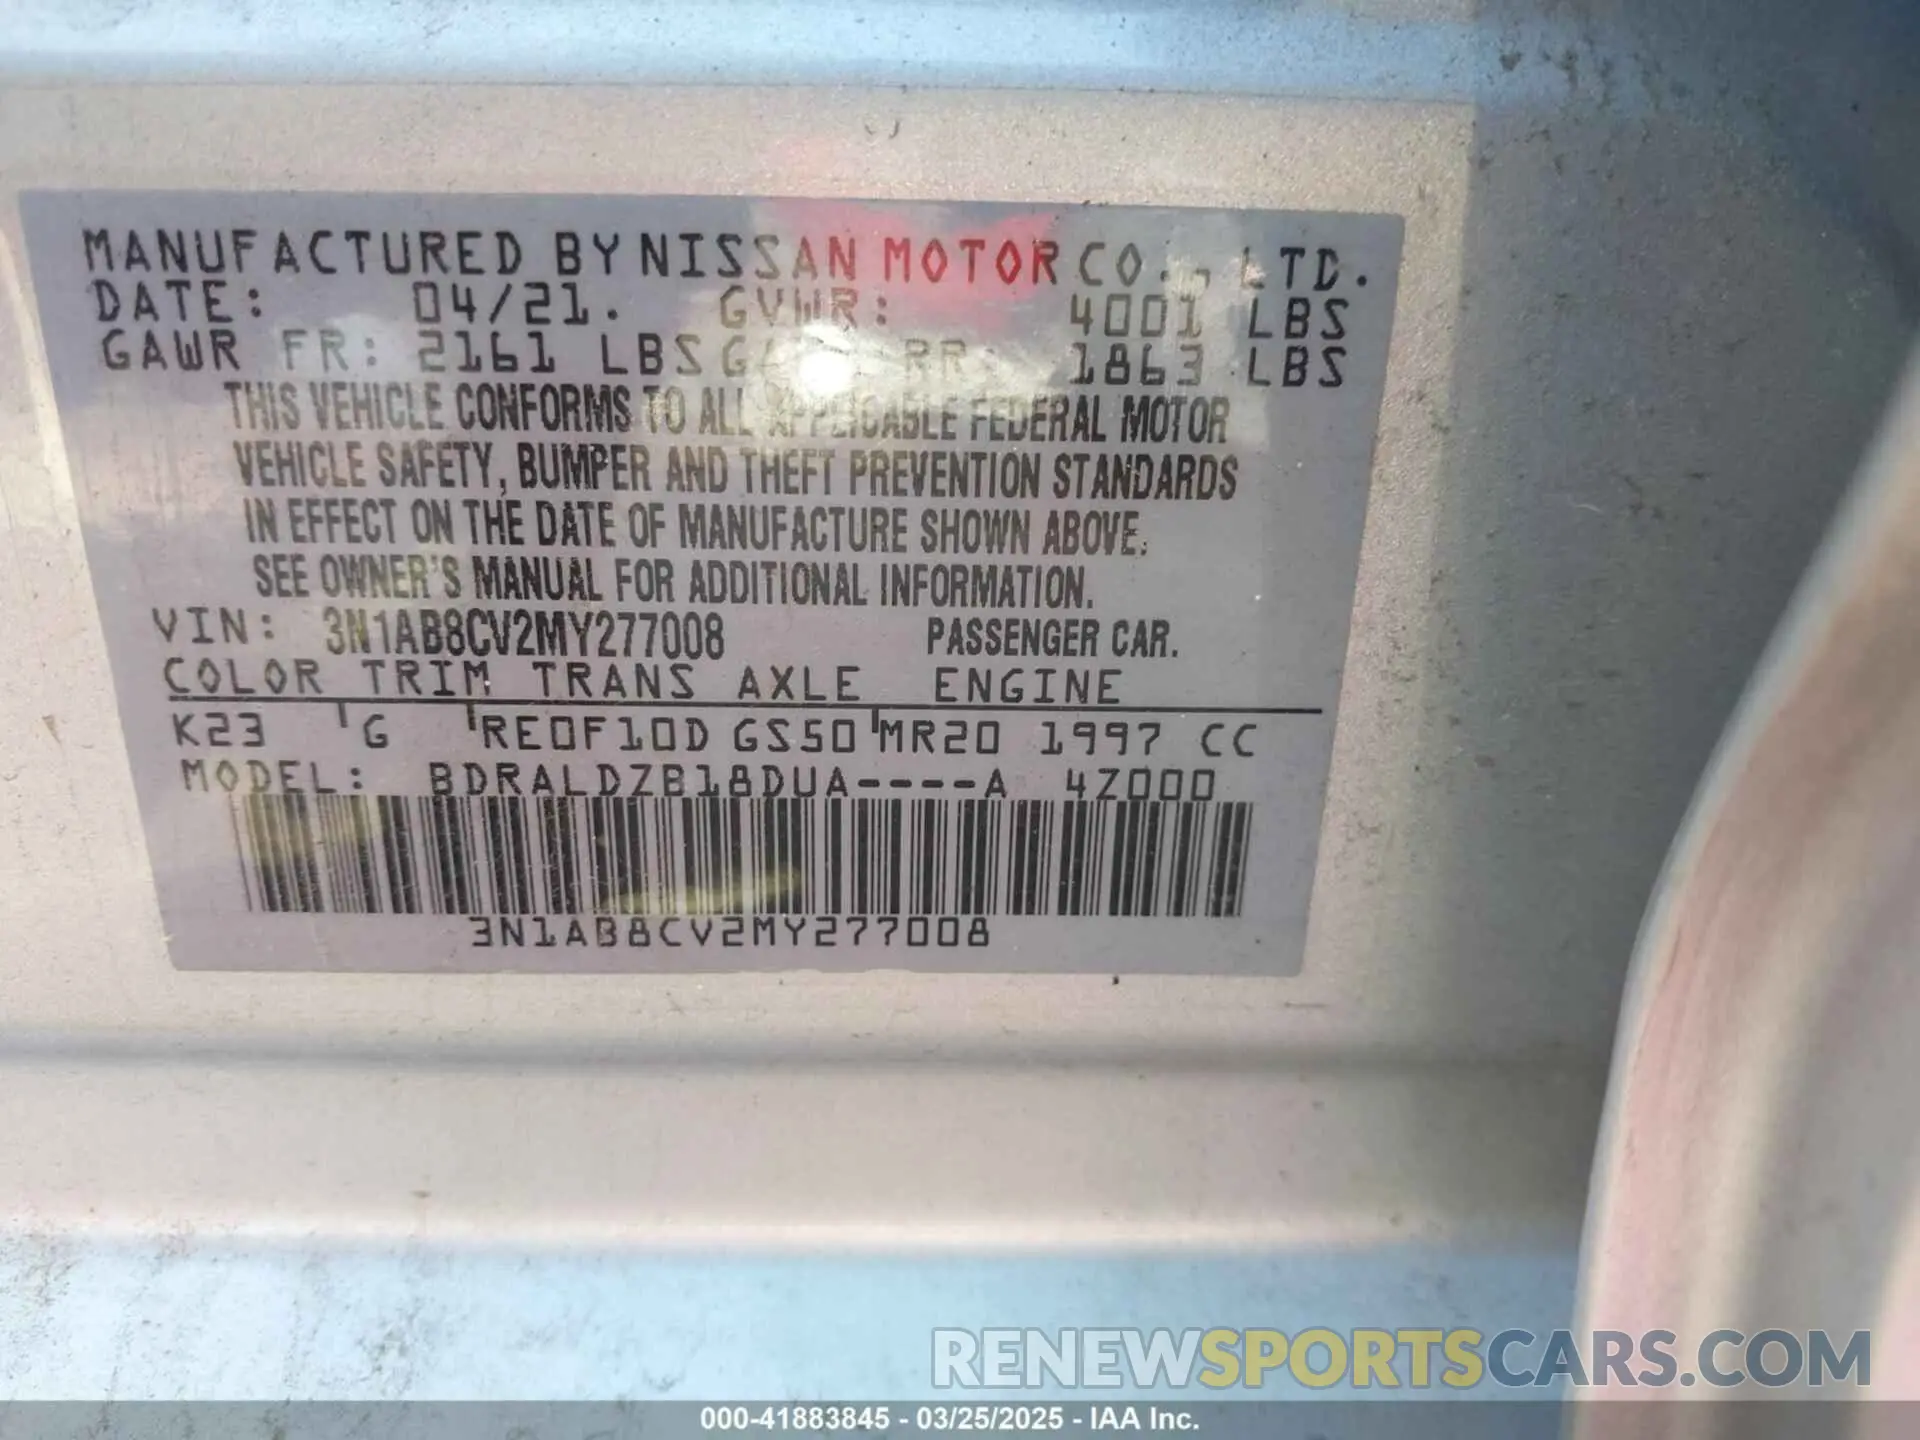 MANUFACTURED BY NISSAN MOTOR CO., LTD.
DATE: 04/21. GVWR: 4001 LBS
GAWR FR: 2161 LBS RR: 1863 LBS
THIS VEHICLE CONFORMS TO ALL APPLICABLE FEDERAL MOTOR
VEHICLE SAFETY, BUMPER AND THEFT PREVENTION STANDARDS
IN EFFECT ON THE DATE OF MANUFACTURE SHOWN ABOVE.
SEE OWNER'S MANUAL FOR ADDITIONAL INFORMATION.
VIN: 3N1AB8CV2MY277008 PASSENGER CAR.
COLOR TRIM TRANS AXLE ENGINE
K23 G RE0F10D GS50 MR20 1997 CC
MODEL: BDRALDZB18DUA----A 4Z000
3N1AB8CV2MY277008
RENEWSPORTSCARS.COM
000-41883845 - 03/25/2025 - IAA Inc.